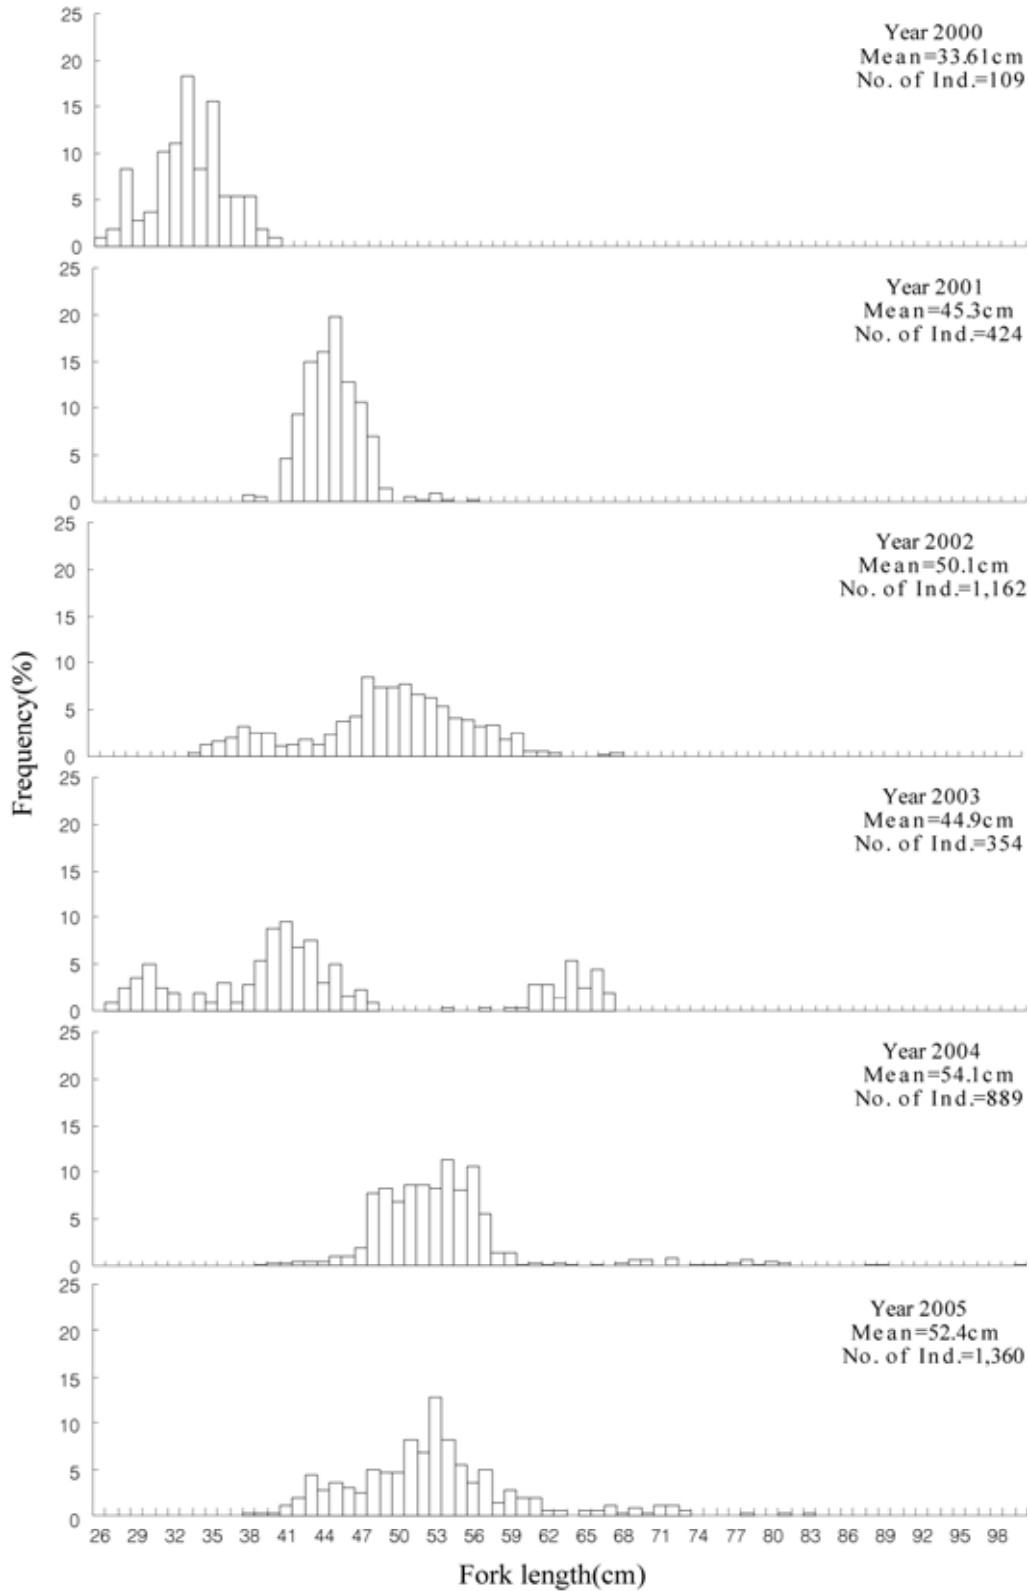 25
20
15
10
5
0
Year 2000
Mean=33.61cm
No. of Ind.=109
25
20
15
10
5
0
Year 2001
Mean=45.3cm
No. of Ind.=424
25
20
15
10
5
0
Year 2002
Mean=50.1cm
No. of Ind.=1,162
Frequency(%)
25
20
15
10
5
0
Year 2003
Mean=44.9cm
No. of Ind.=354
25
20
15
10
5
0
Year 2004
Mean=54.1cm
No. of Ind.=889
25
20
15
10
5
0
Year 2005
Mean=52.4cm
No. of Ind.=1,360
26 29 32 35 38 41 44 47 50 53 56 59 62 65 68 71 74 77 80 83 86 89 92 95 98
Fork length(cm)